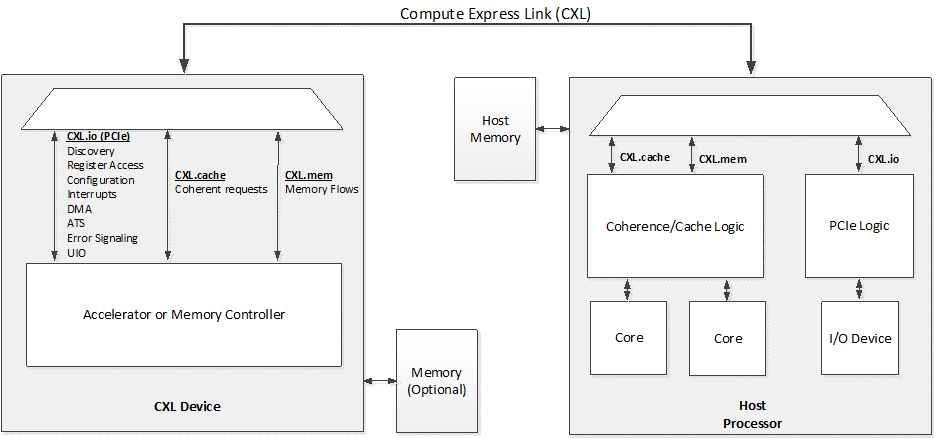 Compute Express Link (CXL)
CXL.io (PCIe)
Discovery
Register Access
Configuration
Interrupts
DMA
ATS
Error Signaling
UIO
CXL.cache
Coherent requests
CXL.mem
Memory Flows
Accelerator or Memory Controller
CXL Device
Memory
(Optional)
Host
Memory
CXL.cache
CXL.mem
CXL.io
Coherence/Cache Logic
PCIe Logic
Core
Core
I/O Device
Host
Processor